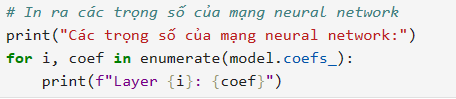 # In ra các trọng số của mạng neural network
print("Các trọng số của mạng neural network:")
for i, coef in enumerate(model.coefs_):
    print(f"Layer {i}: {coef}")